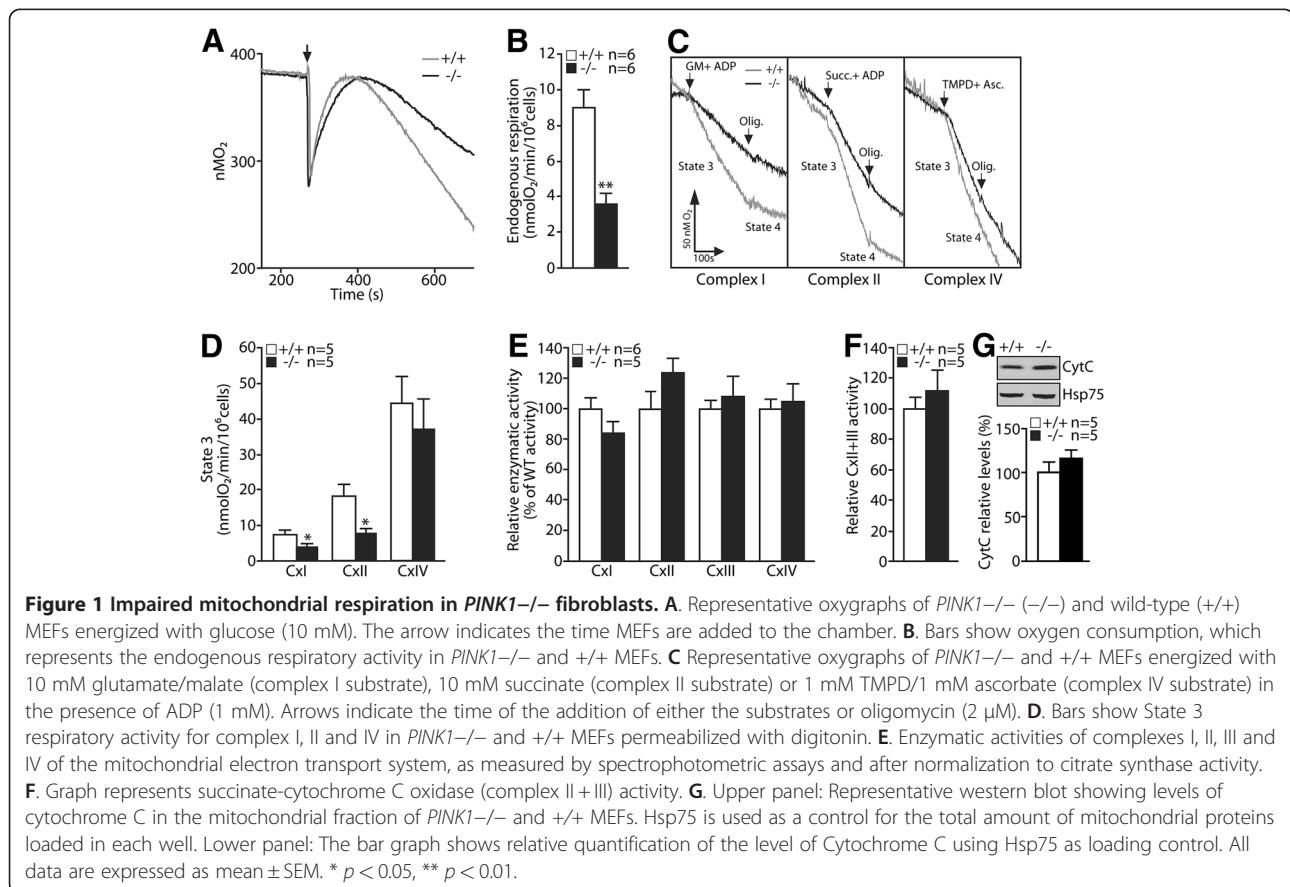 A
400
300
200
nMO₂
200
400
600
Time (s)
+/+
-/-
B
+/+ n=6
-/- n=6
Endogenous respiration
(nmolO₂/min/10⁶cells)
12
10
8
6
4
2
0
**
C
GM+ ADP
+/+
-/-
Succ.+ ADP
TMPD+ Asc.
Olig.
Olig.
Olig.
State 3
State 3
State 3
State 4
State 4
State 4
50 nM O₂
100s
Complex I
Complex II
Complex IV
D
+/+ n=5
-/- n=5
State 3
(nmolO₂/min/10⁶cells)
60
50
40
30
20
10
0
*
*
CxI
CxII
CxIV
E
+/+ n=6
-/- n=5
Relative enzymatic activity
(% of WT activity)
140
120
100
80
60
40
20
0
CxI
CxII
CxIII
CxIV
F
+/+ n=5
-/- n=5
Relative CxII+III activity
140
120
100
80
60
40
20
0
G
+/+ -/-
CytC
Hsp75
+/+ n=5
-/- n=5
CytC relative levels (%)
150
100
50
0
Figure 1 Impaired mitochondrial respiration in PINK1−/− fibroblasts. A. Representative oxygraphs of PINK1−/− (−/−) and wild-type (+/+)
MEFs energized with glucose (10 mM). The arrow indicates the time MEFs are added to the chamber. B. Bars show oxygen consumption, which
represents the endogenous respiratory activity in PINK1−/− and +/+ MEFs. C Representative oxygraphs of PINK1−/− and +/+ MEFs energized with
10 mM glutamate/malate (complex I substrate), 10 mM succinate (complex II substrate) or 1 mM TMPD/1 mM ascorbate (complex IV substrate) in
the presence of ADP (1 mM). Arrows indicate the time of the addition of either the substrates or oligomycin (2 μM). D. Bars show State 3
respiratory activity for complex I, II and IV in PINK1−/− and +/+ MEFs permeabilized with digitonin. E. Enzymatic activities of complexes I, II, III and
IV of the mitochondrial electron transport system, as measured by spectrophotometric assays and after normalization to citrate synthase activity.
F. Graph represents succinate-cytochrome C oxidase (complex II + III) activity. G. Upper panel: Representative western blot showing levels of
cytochrome C in the mitochondrial fraction of PINK1−/− and +/+ MEFs. Hsp75 is used as a control for the total amount of mitochondrial proteins
loaded in each well. Lower panel: The bar graph shows relative quantification of the level of Cytochrome C using Hsp75 as loading control. All
data are expressed as mean ± SEM. * p < 0.05, ** p < 0.01.